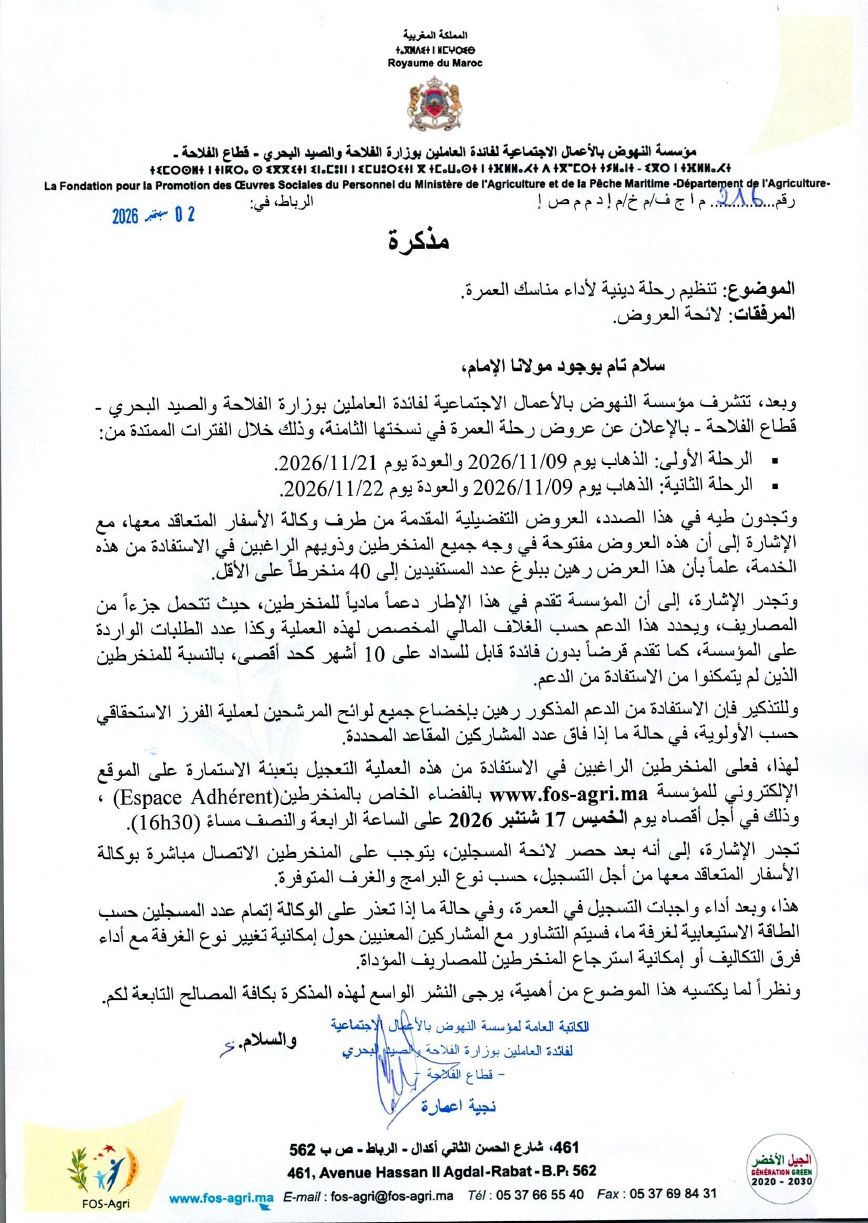 المملكة المغربية
ⵜⴰⴳⵍⴷⵉⵜ ⵏ ⵍⵎⵖⵔⵉⴱ
Royaume du Maroc
مؤسسة النهوض بالأعمال الاجتماعية لفائدة العاملين بوزارة الفلاحة والصيد البحري - قطاع الفلاحة -
La Fondation pour la Promotion des Œuvres Sociales du Personnel du Ministère de l'Agriculture et de la Pêche Maritime -Département de l'Agriculture-
رقم...216... م ا ج ف/م خ/م إ د م م ص إ
الرباط، في: 02 سبتمبر 2026
مذكرة
الموضوع: تنظيم رحلة دينية لأداء مناسك العمرة.
المرفقات: لائحة العروض.
سلام تام بوجود مولانا الإمام،
وبعد، تتشرف مؤسسة النهوض بالأعمال الاجتماعية لفائدة العاملين بوزارة الفلاحة والصيد البحري -
قطاع الفلاحة - بالإعلان عن عروض رحلة العمرة في نسختها الثامنة، وذلك خلال الفترات الممتدة من:
▪ الرحلة الأولى: الذهاب يوم 2026/11/09 والعودة يوم 2026/11/21.
▪ الرحلة الثانية: الذهاب يوم 2026/11/09 والعودة يوم 2026/11/22.
وتجدون طيه في هذا الصدد، العروض التفضيلية المقدمة من طرف وكالة الأسفار المتعاقد معها، مع
الإشارة إلى أن هذه العروض مفتوحة في وجه جميع المنخرطين وذويهم الراغبين في الاستفادة من هذه
الخدمة، علماً بأن هذا العرض رهين ببلوغ عدد المستفيدين إلى 40 منخرطاً على الأقل.
وتجدر الإشارة، إلى أن المؤسسة تقدم في هذا الإطار دعماً مادياً للمنخرطين، حيث تتحمل جزءاً من
المصاريف، ويحدد هذا الدعم حسب الغلاف المالي المخصص لهذه العملية وكذا عدد الطلبات الواردة
على المؤسسة، كما تقدم قرضاً بدون فائدة قابل للسداد على 10 أشهر كحد أقصى، بالنسبة للمنخرطين
الذين لم يتمكنوا من الاستفادة من الدعم.
وللتذكير فإن الاستفادة من الدعم المذكور رهين بإخضاع جميع لوائح المرشحين لعملية الفرز الاستحقاقي
حسب الأولوية، في حالة ما إذا فاق عدد المشاركين المقاعد المحددة.
لهذا، فعلى المنخرطين الراغبين في الاستفادة من هذه العملية التعجيل بتعبئة الاستمارة على الموقع
الإلكتروني للمؤسسة www.fos-agri.ma بالفضاء الخاص بالمنخرطين(Espace Adhérent) ،
وذلك في أجل أقصاه يوم الخميس 17 شتنبر 2026 على الساعة الرابعة والنصف مساءً (16h30).
تجدر الإشارة، إلى أنه بعد حصر لائحة المسجلين، يتوجب على المنخرطين الاتصال مباشرة بوكالة
الأسفار المتعاقد معها من أجل التسجيل، حسب نوع البرامج والغرف المتوفرة.
هذا، وبعد أداء واجبات التسجيل في العمرة، وفي حالة ما إذا تعذر على الوكالة إتمام عدد المسجلين حسب
الطاقة الاستيعابية لغرفة ما، فسيتم التشاور مع المشاركين المعنيين حول إمكانية تغيير نوع الغرفة مع أداء
فرق التكاليف أو إمكانية استرجاع المنخرطين للمصاريف المؤداة.
ونظراً لما يكتسيه هذا الموضوع من أهمية، يرجى النشر الواسع لهذه المذكرة بكافة المصالح التابعة لكم.
والسلام.
الكاتبة العامة لمؤسسة النهوض بالأعمال الاجتماعية
لفائدة العاملين بوزارة الفلاحة والصيد البحري
- قطاع الفلاحة -
نجية اعمارة
461، شارع الحسن الثاني أكدال - الرباط - ص ب 562
461, Avenue Hassan II Agdal-Rabat - B.P: 562
www.fos-agri.ma E-mail : fos-agri@fos-agri.ma Tél : 05 37 66 55 40 Fax : 05 37 69 84 31
FOS-Agri
الجيل الأخضر
GÉNÉRATION GREEN
2020 - 2030